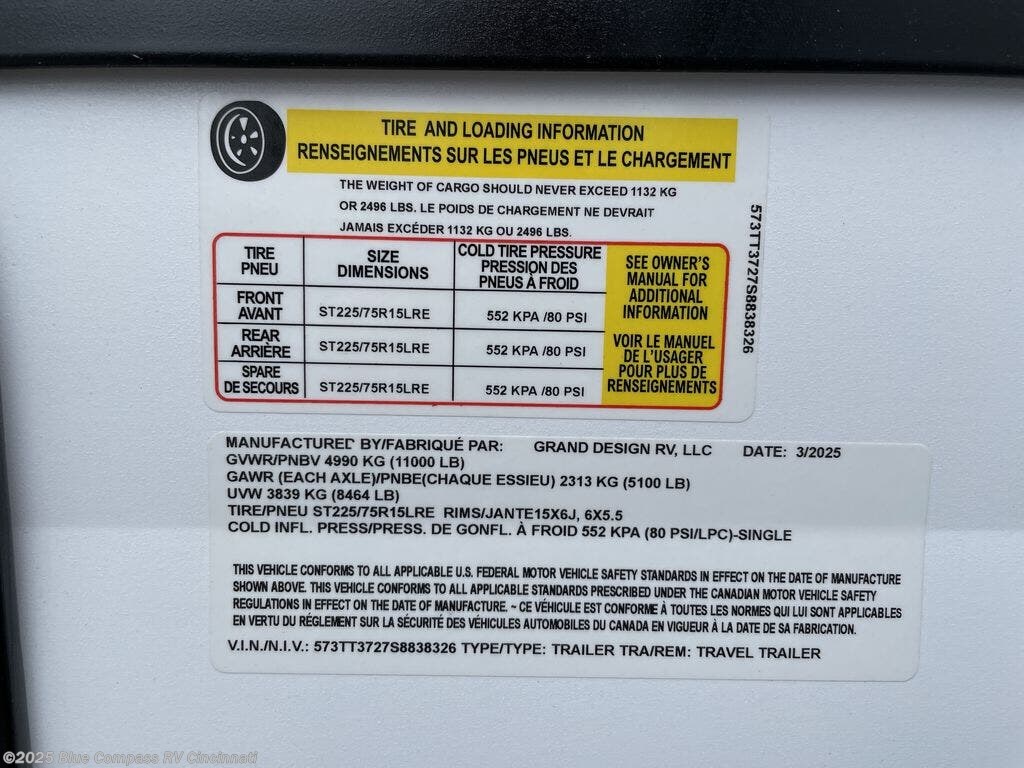 TIRE AND LOADING INFORMATION
RENSEIGNEMENTS SUR LES PNEUS ET LE CHARGEMENT
THE WEIGHT OF CARGO SHOULD NEVER EXCEED 1132 KG
OR 2496 LBS. LE POIDS DE CHARGEMENT NE DEVRAIT
JAMAIS EXCÉDER 1132 KG OU 2496 LBS.
TIRE
PNEU
SIZE
DIMENSIONS
COLD TIRE PRESSURE
PRESSION DES
PNEUS À FROID
FRONT
AVANT
ST225/75R15LRE
552 KPA /80 PSI
REAR
ARRIÈRE
ST225/75R15LRE
552 KPA /80 PSI
SPARE
DE SECOURS
ST225/75R15LRE
552 KPA /80 PSI
SEE OWNER'S
MANUAL FOR
ADDITIONAL
INFORMATION
VOIR LE MANUEL
DE L'USAGER
POUR PLUS DE
RENSEIGNEMENTS
573TT3727S8838326
MANUFACTURED BY/FABRIQUÉ PAR: GRAND DESIGN RV, LLC DATE: 3/2025
GVWR/PNBV 4990 KG (11000 LB)
GAWR (EACH AXLE)/PNBE(CHAQUE ESSIEU) 2313 KG (5100 LB)
UVW 3839 KG (8464 LB)
TIRE/PNEU ST225/75R15LRE RIMS/JANTE15X6J, 6X5.5
COLD INFL. PRESS/PRESS. DE GONFL. À FROID 552 KPA (80 PSI/LPC)-SINGLE
THIS VEHICLE CONFORMS TO ALL APPLICABLE U.S. FEDERAL MOTOR VEHICLE SAFETY STANDARDS IN EFFECT ON THE DATE OF MANUFACTURE
SHOWN ABOVE. THIS VEHICLE CONFORMS TO ALL APPLICABLE STANDARDS PRESCRIBED UNDER THE CANADIAN MOTOR VEHICLE SAFETY
REGULATIONS IN EFFECT ON THE DATE OF MANUFACTURE. ~ CE VÉHICULE EST CONFORME À TOUTES LES NORMES QUI LUI SONT APPLICABLES
EN VERTU DU RÉGLEMENT SUR LA SÉCURITÉ DES VÉHICULES AUTOMOBILES DU CANADA EN VIGUEUR À LA DATE DE SA FABRICATION.
V.I.N./N.I.V.: 573TT3727S8838326 TYPE/TYPE: TRAILER TRA/REM: TRAVEL TRAILER
©2025 Blue Compass RV Cincinnati